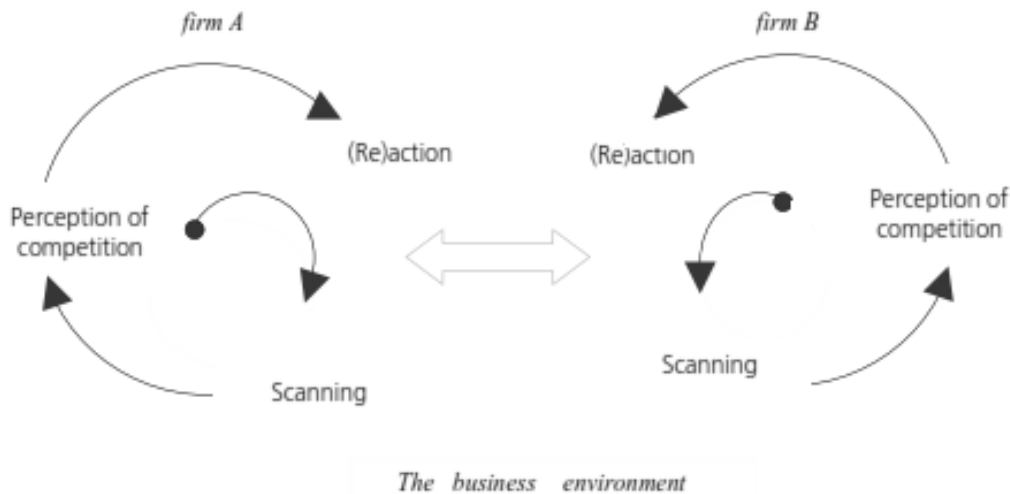 firm A
firm B
(Re)action
(Re)action
Perception of
competition
Perception of
competition
Scanning
Scanning
The business environment